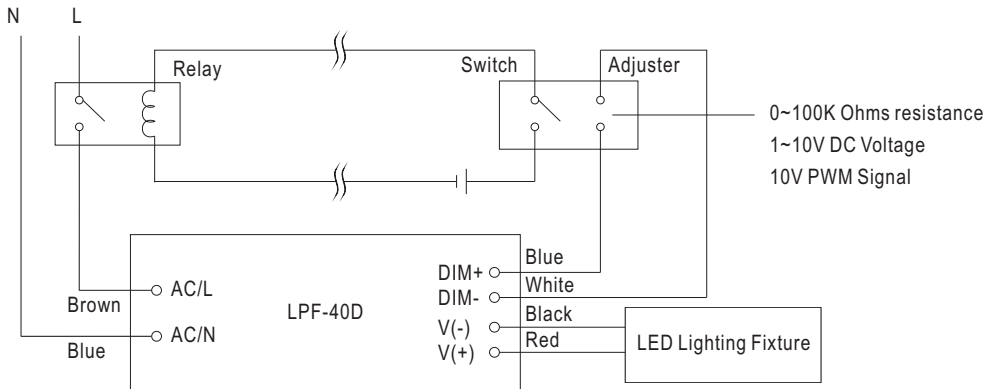 N
L
Relay
Switch
Adjuster
0~100K Ohms resistance
1~10V DC Voltage
10V PWM Signal
Brown
Blue
AC/L
AC/N
LPF-40D
DIM+
DIM-
V(-)
V(+)
Blue
White
Black
Red
LED Lighting Fixture